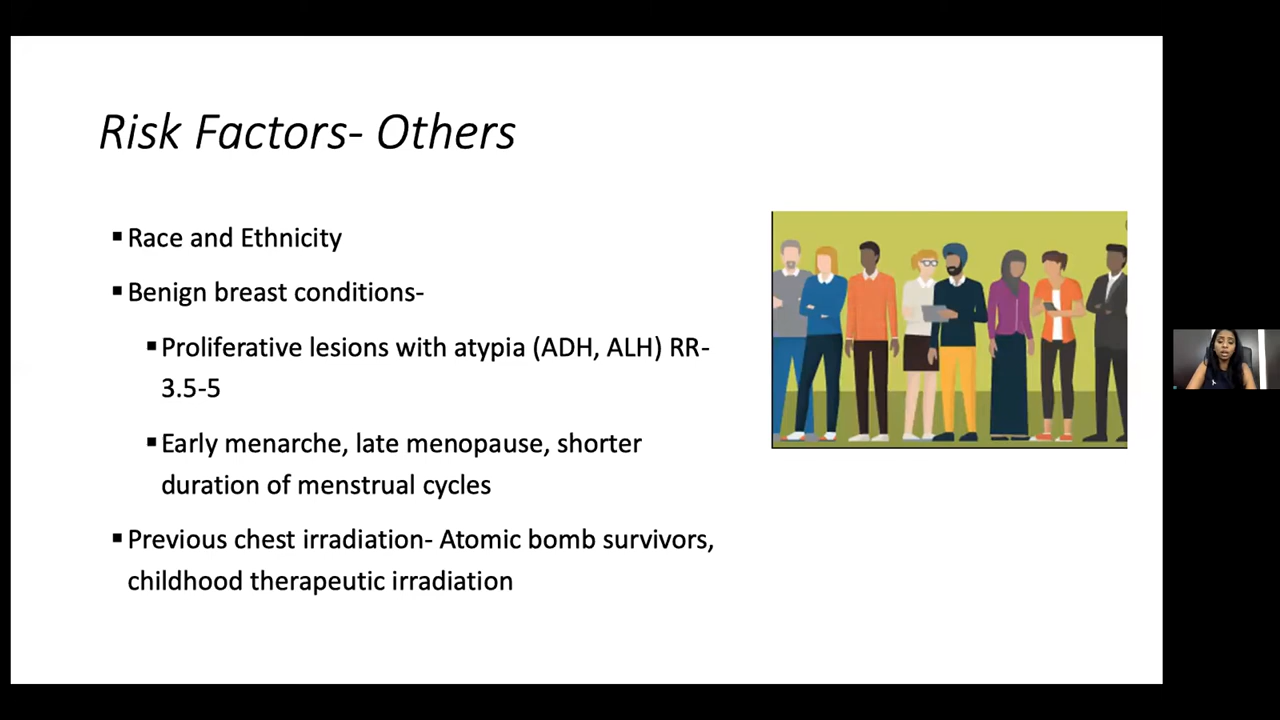 Risk Factors- Others
▪Race and Ethnicity
▪Benign breast conditions-
▪Proliferative lesions with atypia (ADH, ALH) RR-
3.5-5
▪Early menarche, late menopause, shorter
duration of menstrual cycles
▪Previous chest irradiation- Atomic bomb survivors,
childhood therapeutic irradiation